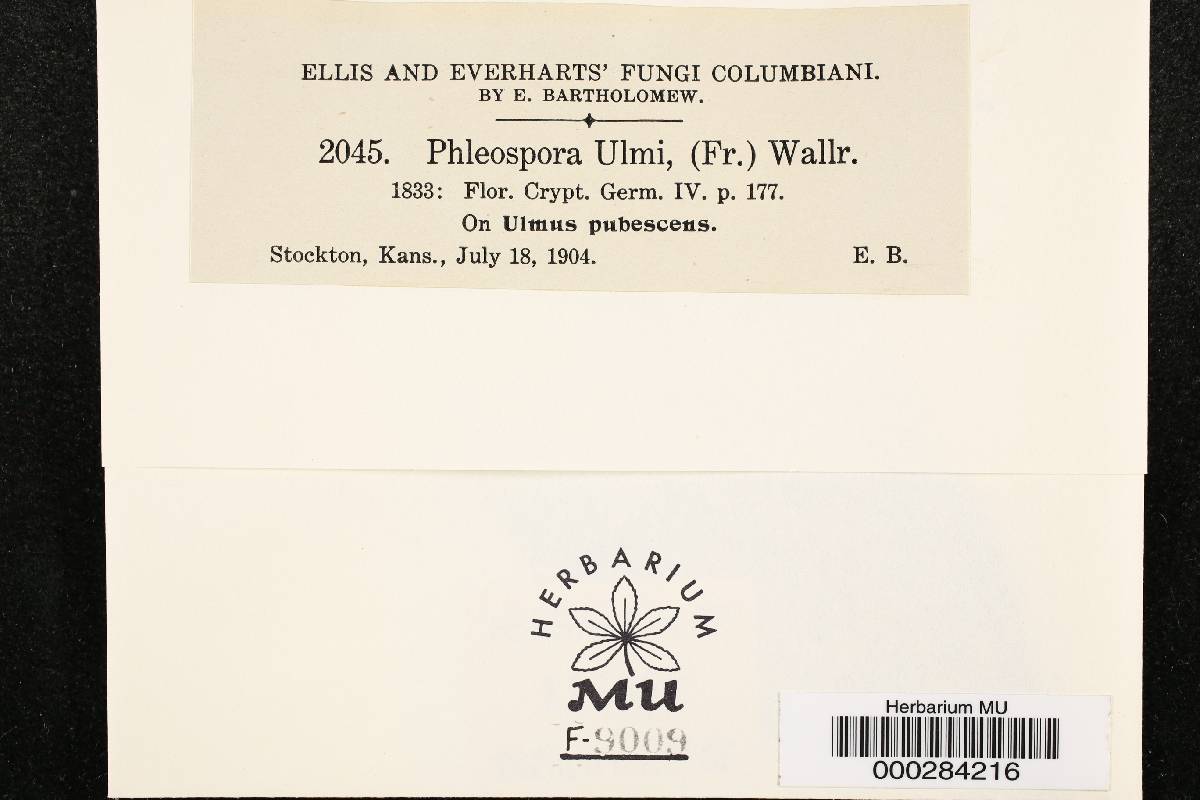 ELLIS AND EVERHARTS' FUNGI COLUMBIANI.
BY E. BARTHOLOMEW.
2045. Phleospora Ulmi, (Fr.) Wallr.
1833: Flor. Crypt. Germ. IV. p. 177.
On Ulmus pubescens.
Stockton, Kans., July 18, 1904. E. B.
HERBARIUM
MU
F-9009
Herbarium MU
000284216